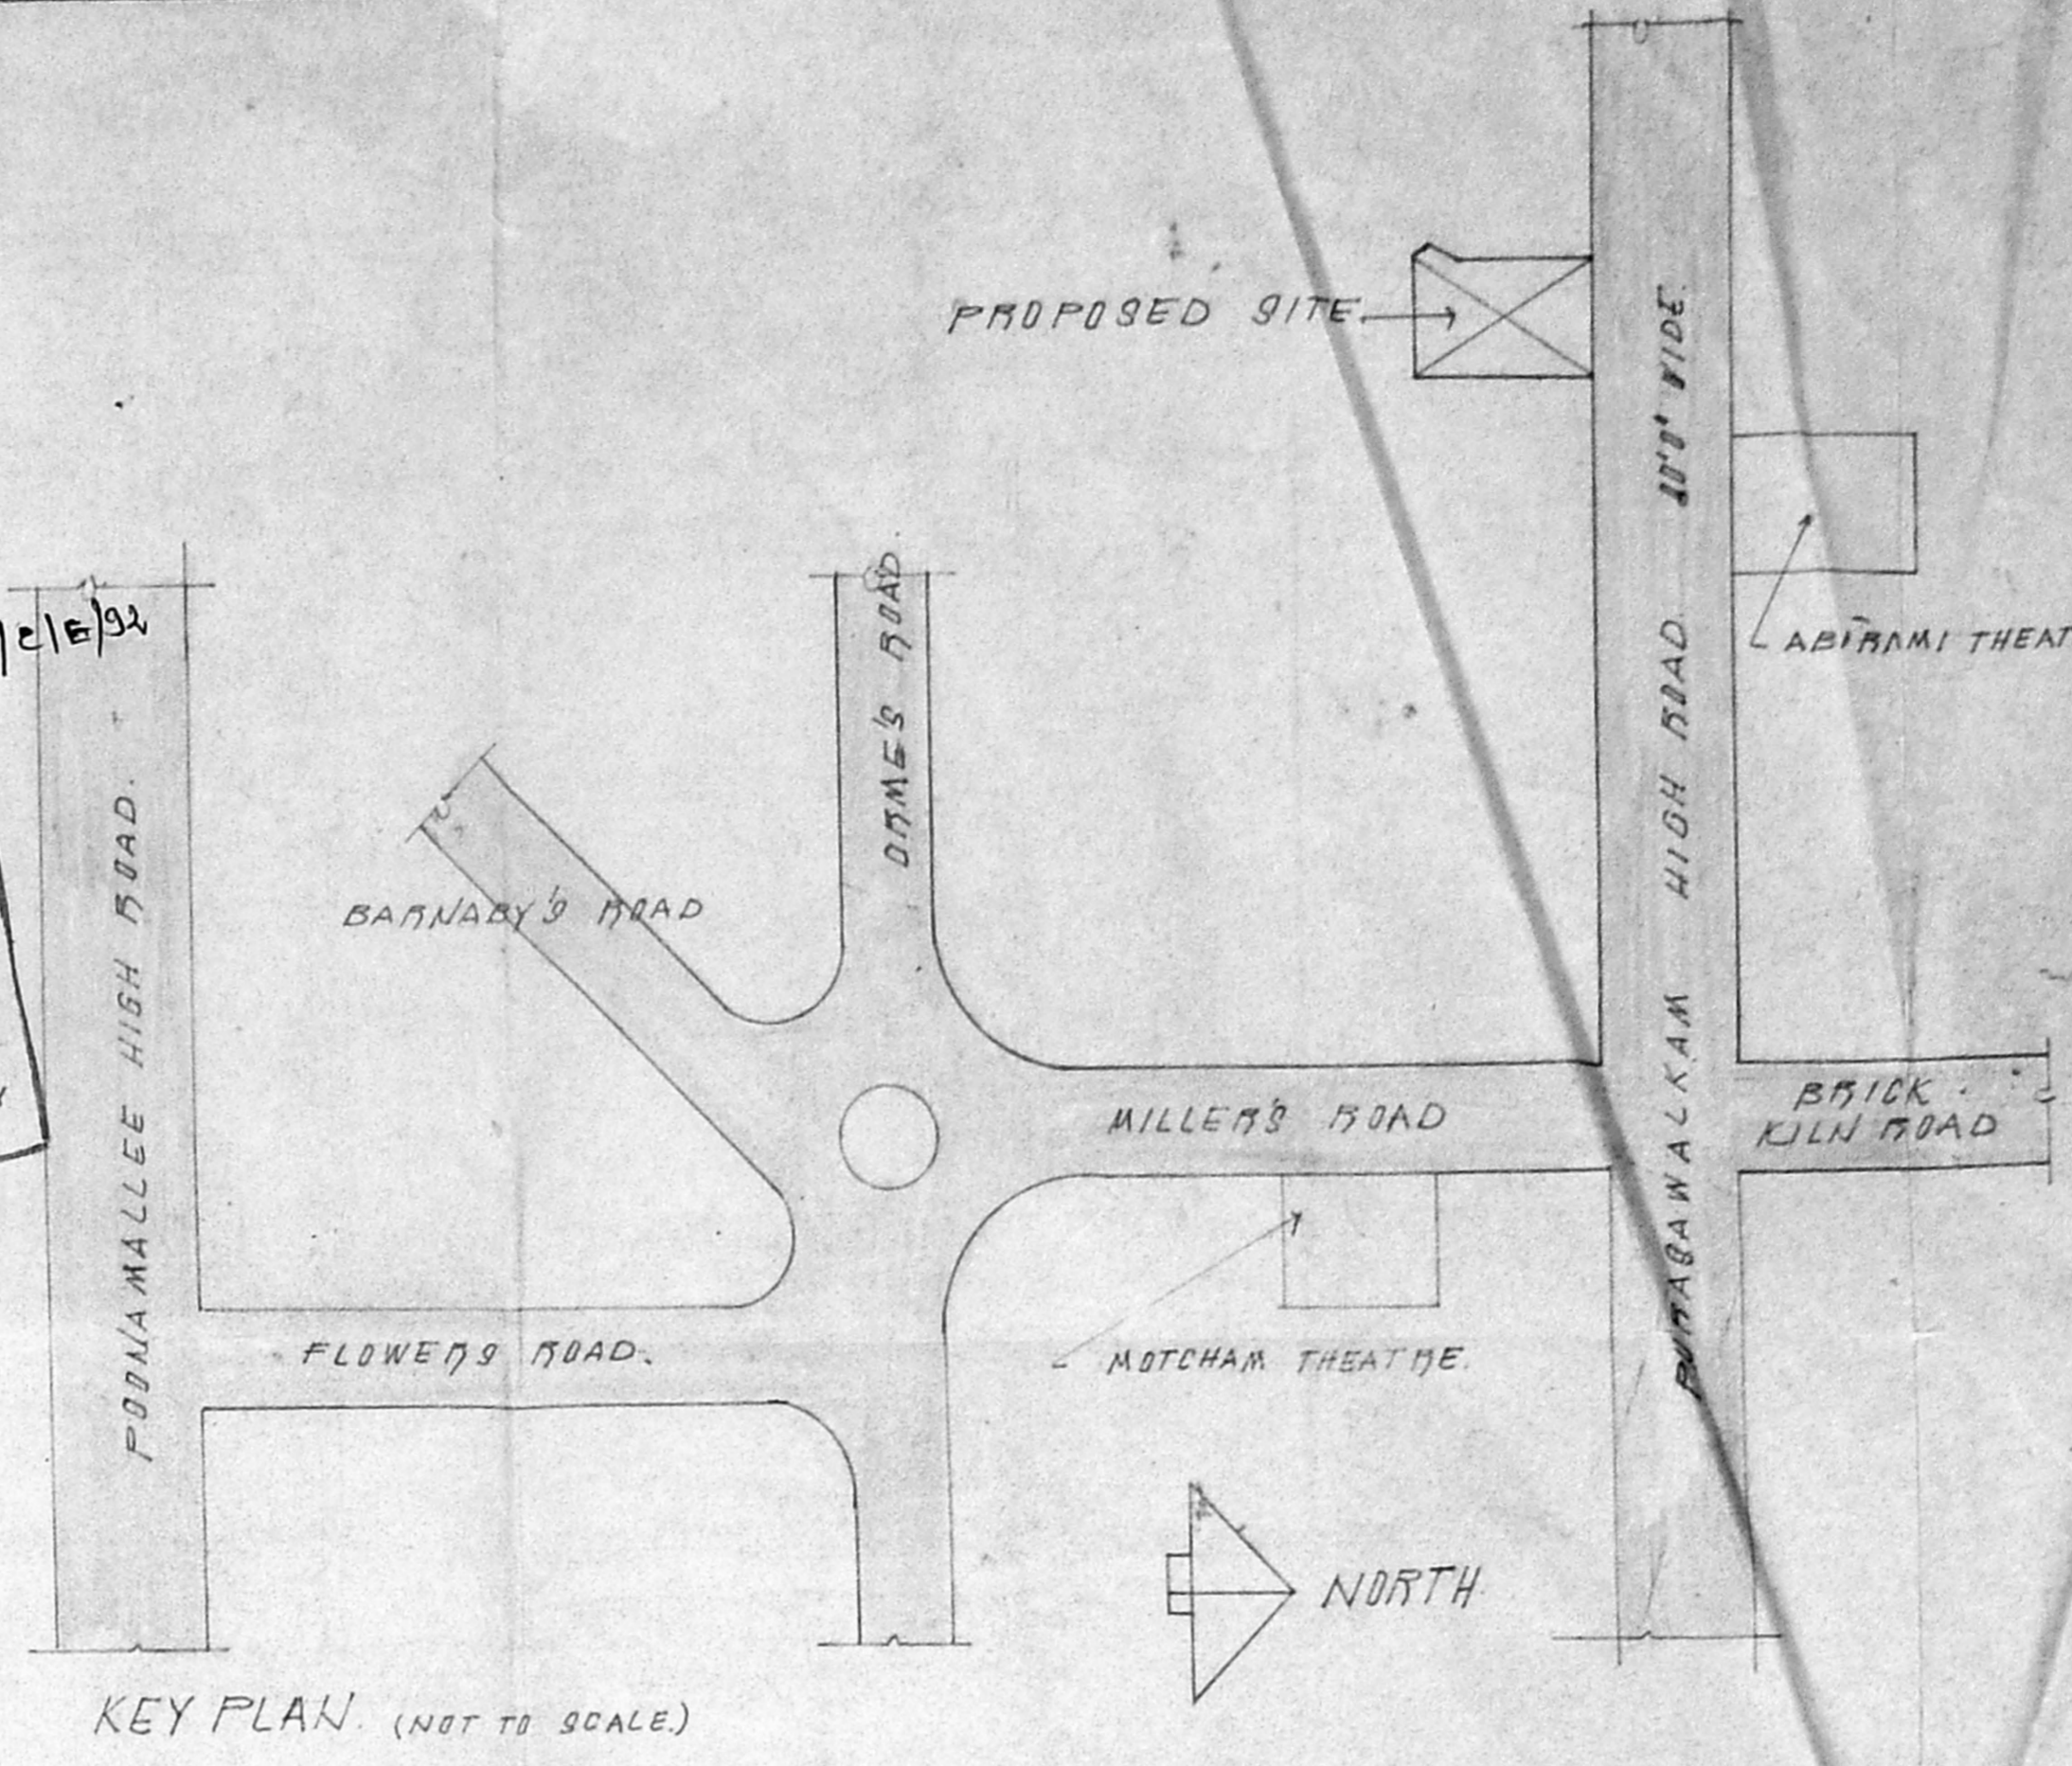 PROPOSED SITE
WIDE
ABIRAMI THEAT
/C/E/92
ORME'S ROAD.
PURASAWALKAM HIGH ROAD
BARNABY'S ROAD
POONAMALLEE HIGH ROAD.
MILLER'S ROAD
BRICK
KILN ROAD
FLOWERS ROAD.
MOTCHAM THEATRE.
NORTH
KEY PLAN. (NOT TO SCALE.)